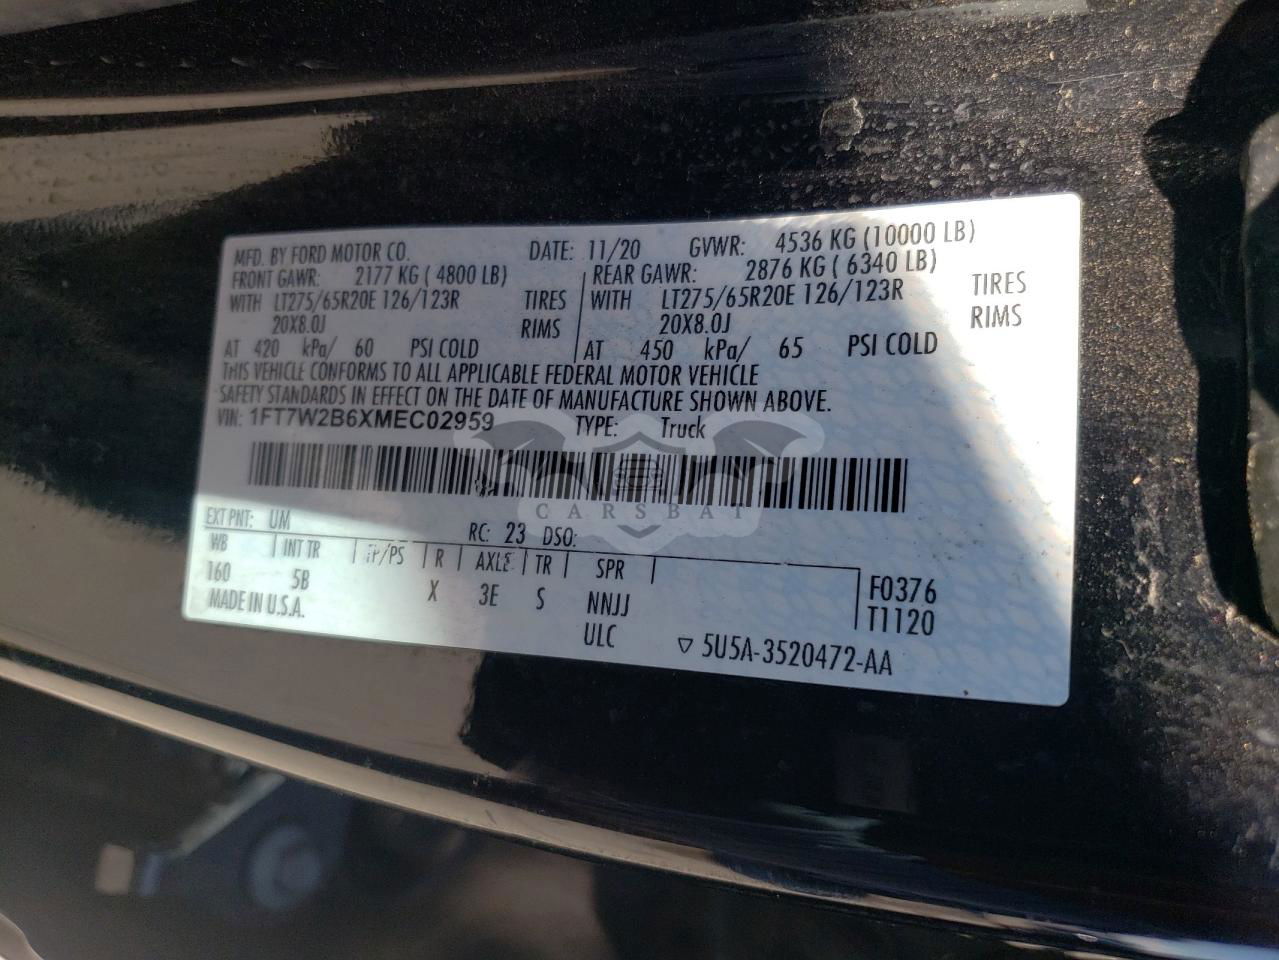 MFD. BY FORD MOTOR CO. DATE: 11/20 GVWR: 4536 KG (10000 LB)
FRONT GAWR: 2177 KG ( 4800 LB) REAR GAWR: 2876 KG ( 6340 LB)
WITH LT275/65R20E 126/123R TIRES WITH LT275/65R20E 126/123R TIRES
20X8.0J RIMS 20X8.0J RIMS
AT 420 kPa/ 60 PSI COLD AT 450 kPa/ 65 PSI COLD
THIS VEHICLE CONFORMS TO ALL APPLICABLE FEDERAL MOTOR VEHICLE
SAFETY STANDARDS IN EFFECT ON THE DATE OF MANUFACTURE SHOWN ABOVE.
VIN: 1FT7W2B6XMEC02959 TYPE: Truck
CARSBAT
EXT PNT: UM RC: 23 DSO:
WB INT TR TP/PS R AXLE TR SPR
160 5B X 3E S NNJJ F0376
MADE IN U.S.A. ULC T1120
5U5A-3520472-AA